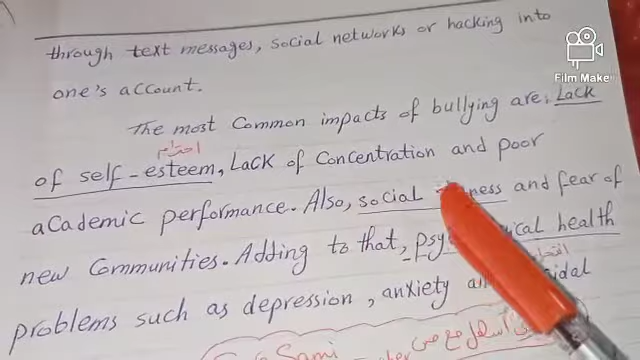 through text messages, social networks or hacking into
one's account.
The most common impacts of bullying are, Lack
احترام
of self-esteem, Lack of concentration and poor
academic performance. Also, social and fear of
new communities. Adding to that, health
problems such as depression, anxiety
Sami
Film Make